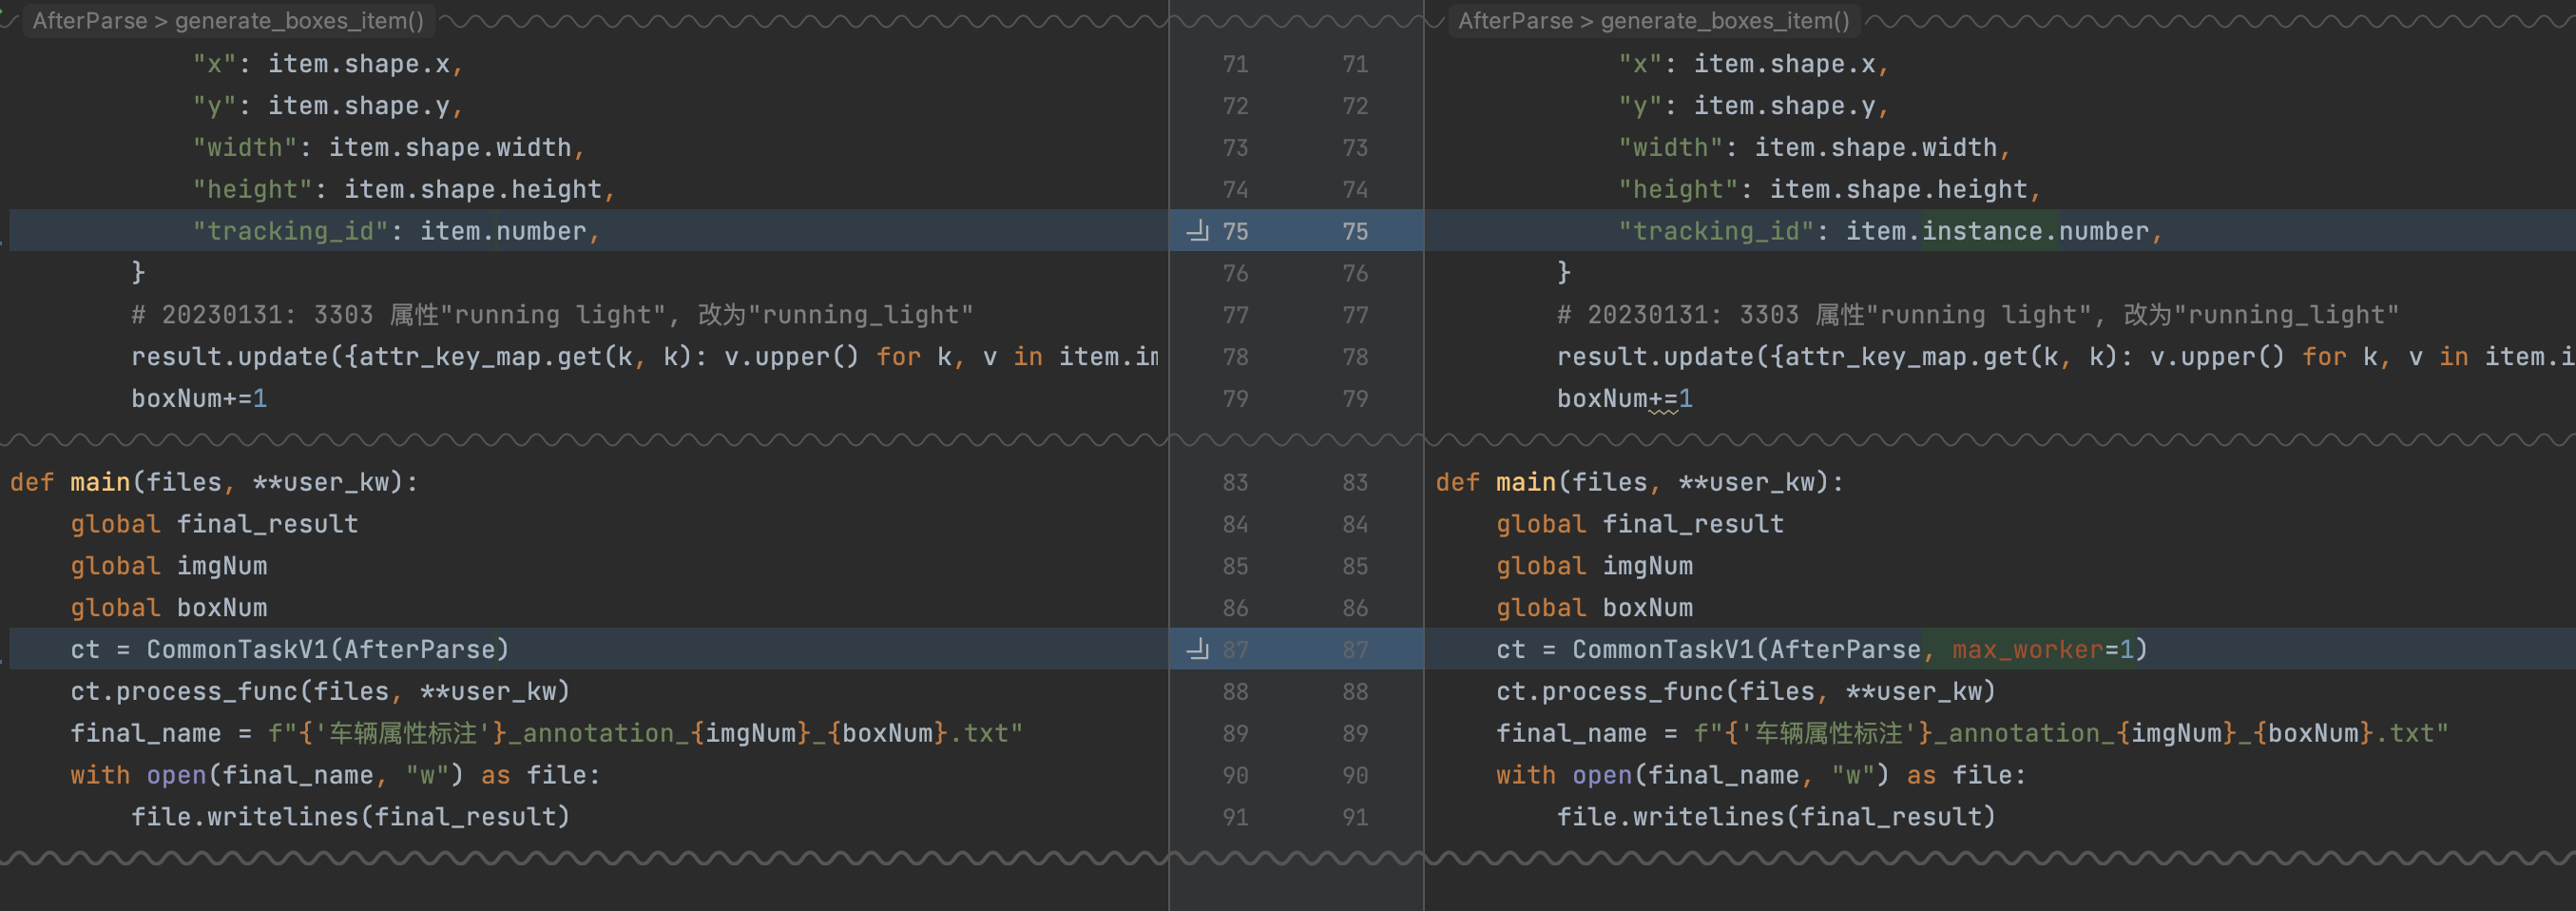 AfterParse > generate_boxes_item()
"x": item.shape.x,
"y": item.shape.y,
"width": item.shape.width,
"height": item.shape.height,
"tracking_id": item.number,
}
# 20230131: 3303 属性"running light", 改为"running_light"
result.update({attr_key_map.get(k, k): v.upper() for k, v in item.im
boxNum+=1
def main(files, **user_kw):
global final_result
global imgNum
global boxNum
ct = CommonTaskV1(AfterParse)
ct.process_func(files, **user_kw)
final_name = f"{'车辆属性标注'}_annotation_{imgNum}_{boxNum}.txt"
with open(final_name, "w") as file:
file.writelines(final_result)
71 71
72 72
73 73
74 74
75 75
76 76
77 77
78 78
79 79
83 83
84 84
85 85
86 86
87 87
88 88
89 89
90 90
91 91
AfterParse > generate_boxes_item()
"x": item.shape.x,
"y": item.shape.y,
"width": item.shape.width,
"height": item.shape.height,
"tracking_id": item.instance.number,
}
# 20230131: 3303 属性"running light", 改为"running_light"
result.update({attr_key_map.get(k, k): v.upper() for k, v in item.i
boxNum+=1
def main(files, **user_kw):
global final_result
global imgNum
global boxNum
ct = CommonTaskV1(AfterParse, max_worker=1)
ct.process_func(files, **user_kw)
final_name = f"{'车辆属性标注'}_annotation_{imgNum}_{boxNum}.txt"
with open(final_name, "w") as file:
file.writelines(final_result)